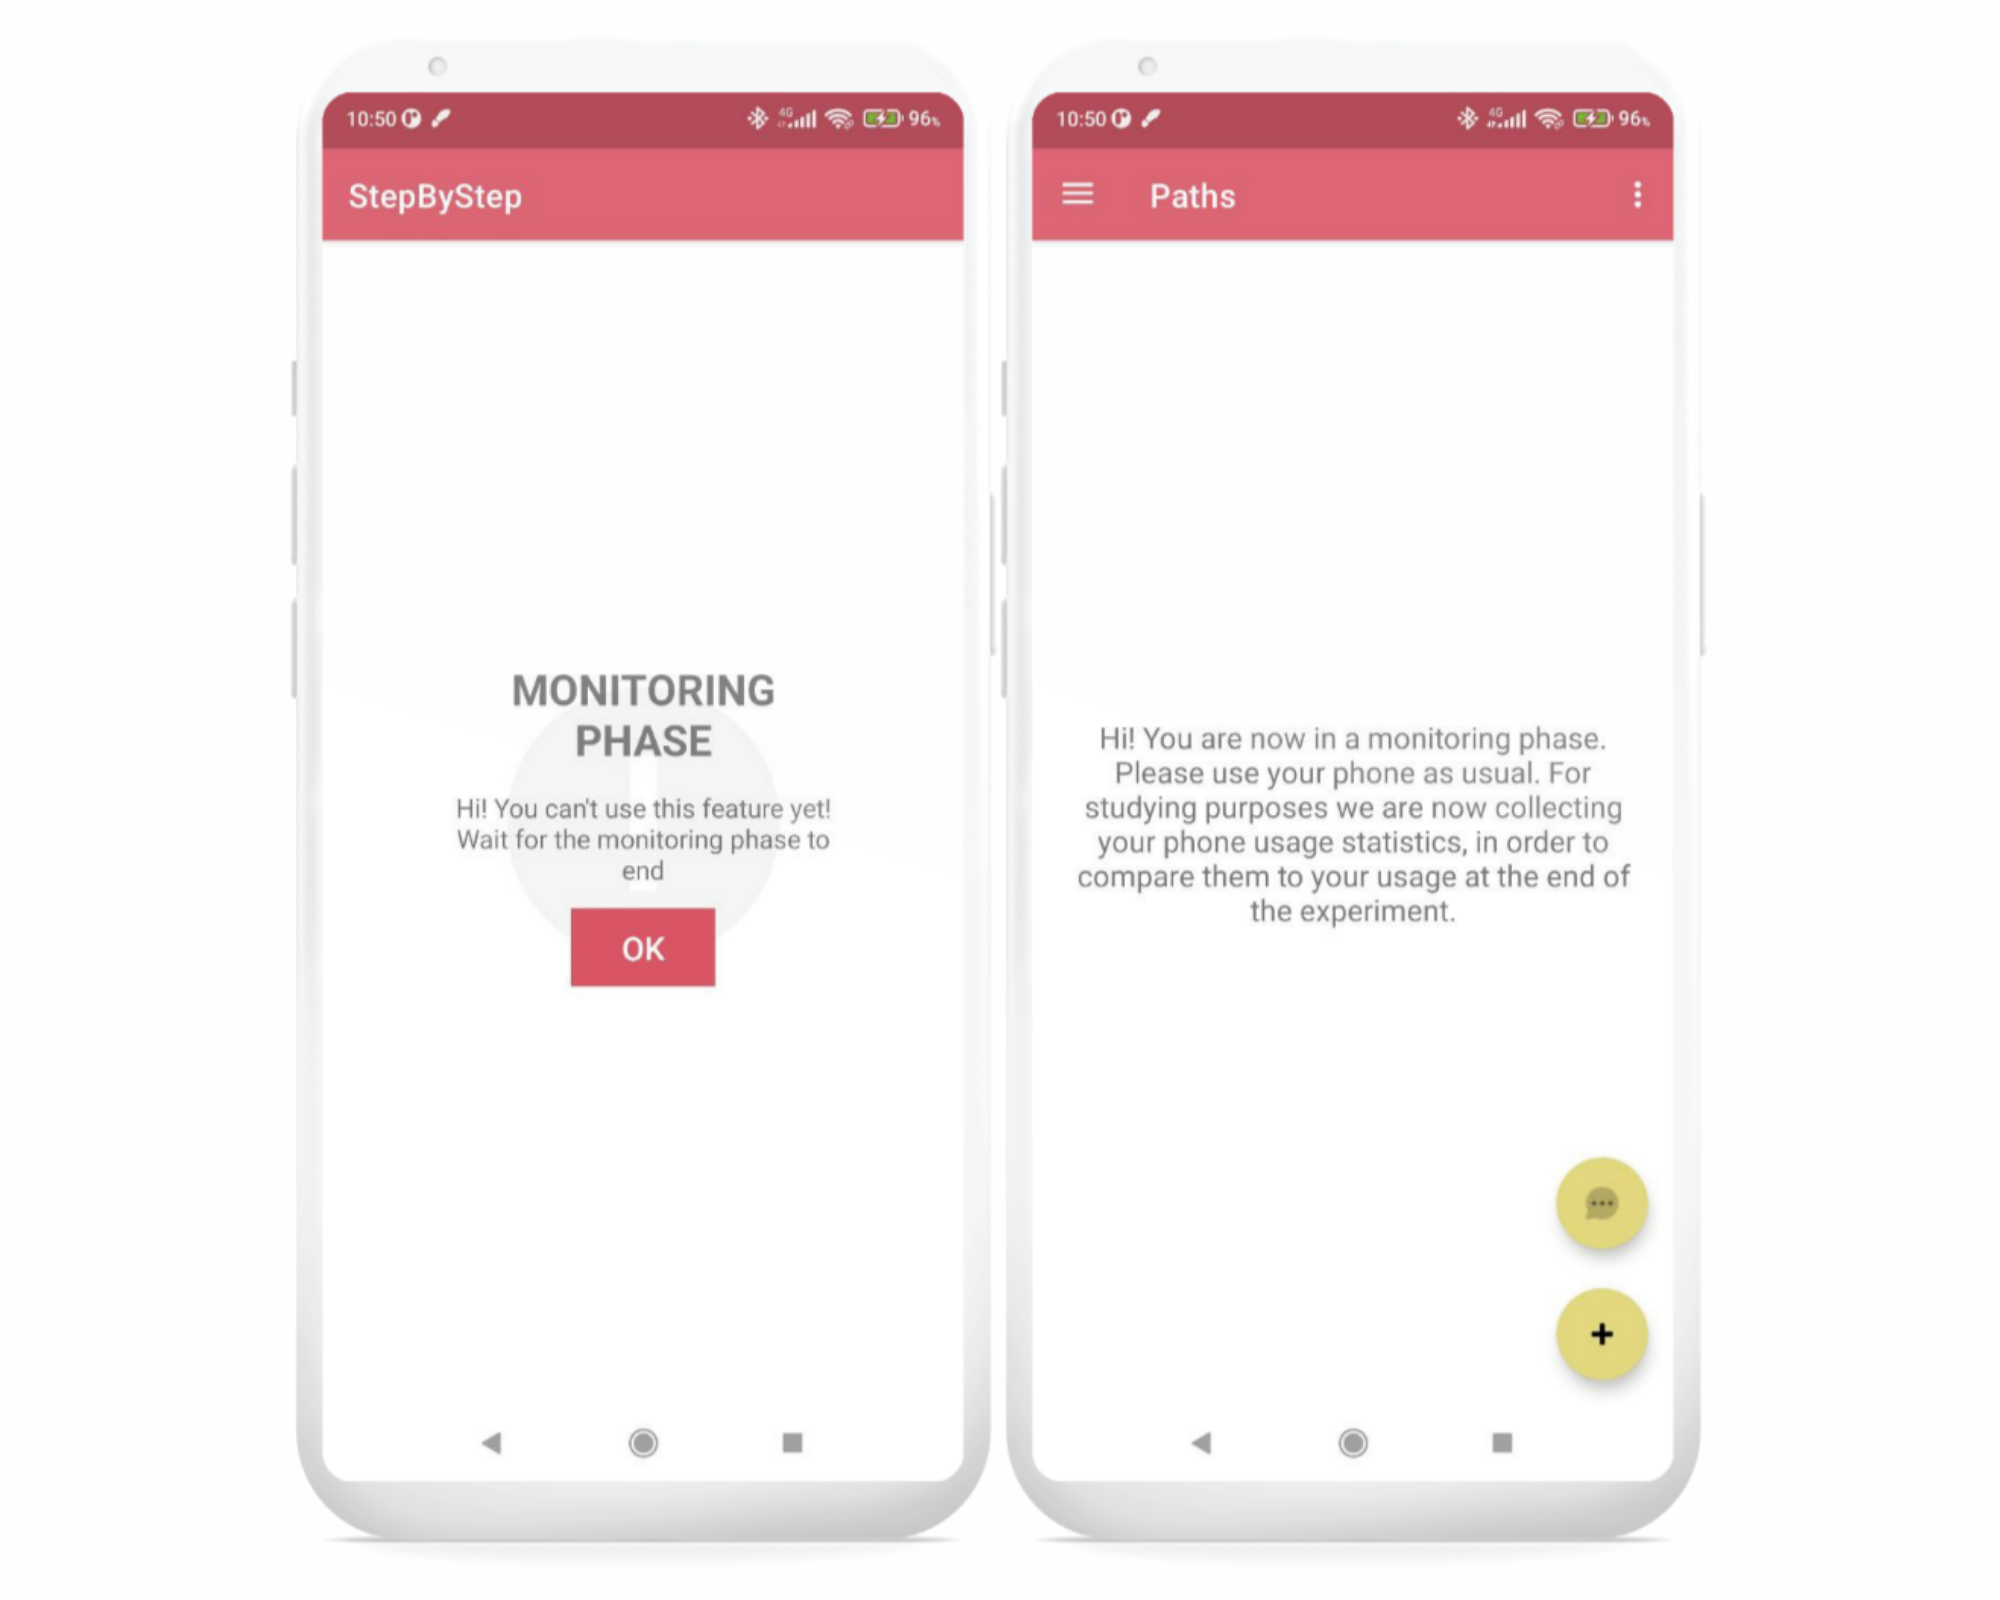 10:50
4G
96%
StepByStep
MONITORING
PHASE
Hi! You can't use this feature yet!
Wait for the monitoring phase to
end
OK
10:50
4G
96%
Paths
Hi! You are now in a monitoring phase.
Please use your phone as usual. For
studying purposes we are now collecting
your phone usage statistics, in order to
compare them to your usage at the end of
the experiment.